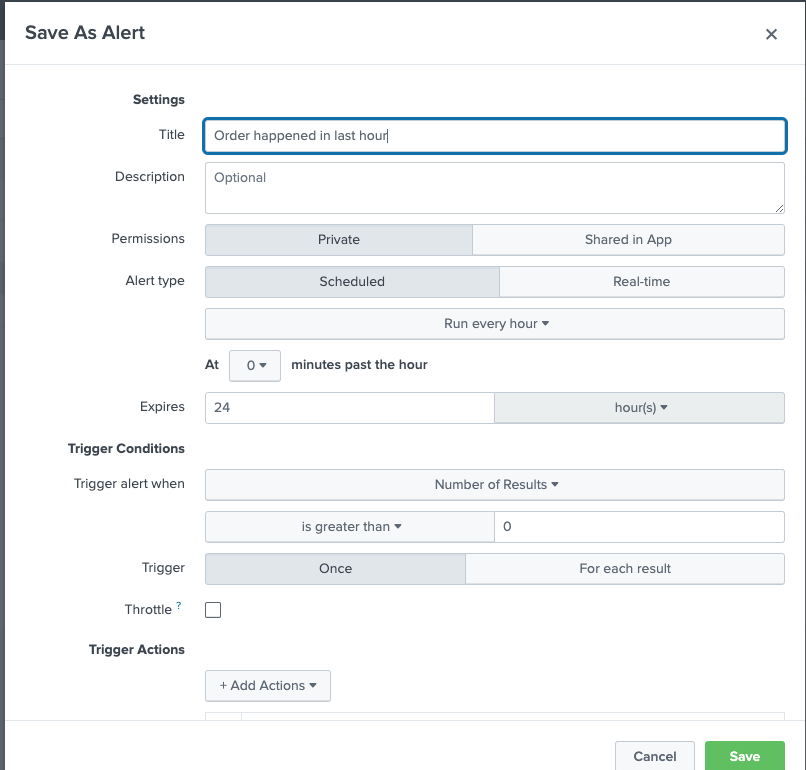 Save As Alert
×
Settings
Title Order happened in last hour
Description Optional
Permissions Private Shared in App
Alert type Scheduled Real-time
Run every hour
At 0 minutes past the hour
Expires 24 hour(s)
Trigger Conditions
Trigger alert when Number of Results
is greater than 0
Trigger Once For each result
Throttle ?
Trigger Actions
+ Add Actions
Cancel Save